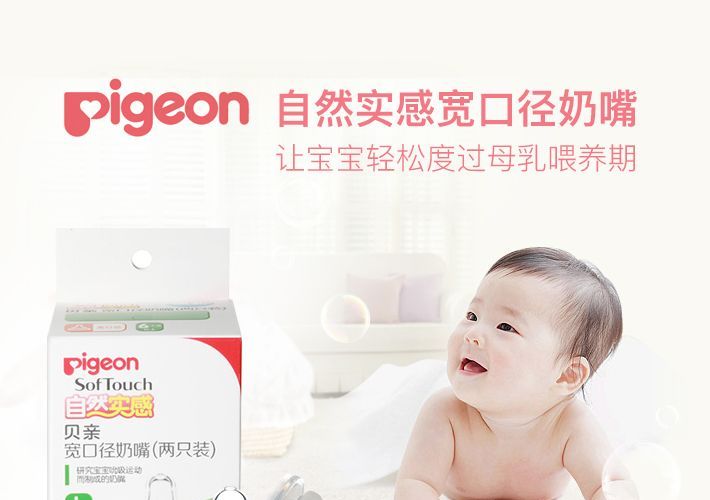 Pigeon
自然实感宽口径奶嘴
让宝宝轻松度过母乳喂养期
Pigeon
SofTouch
自然实感
贝亲
宽口径奶嘴(两只装)
研究宝宝吮吸运动
而制成的奶嘴
L